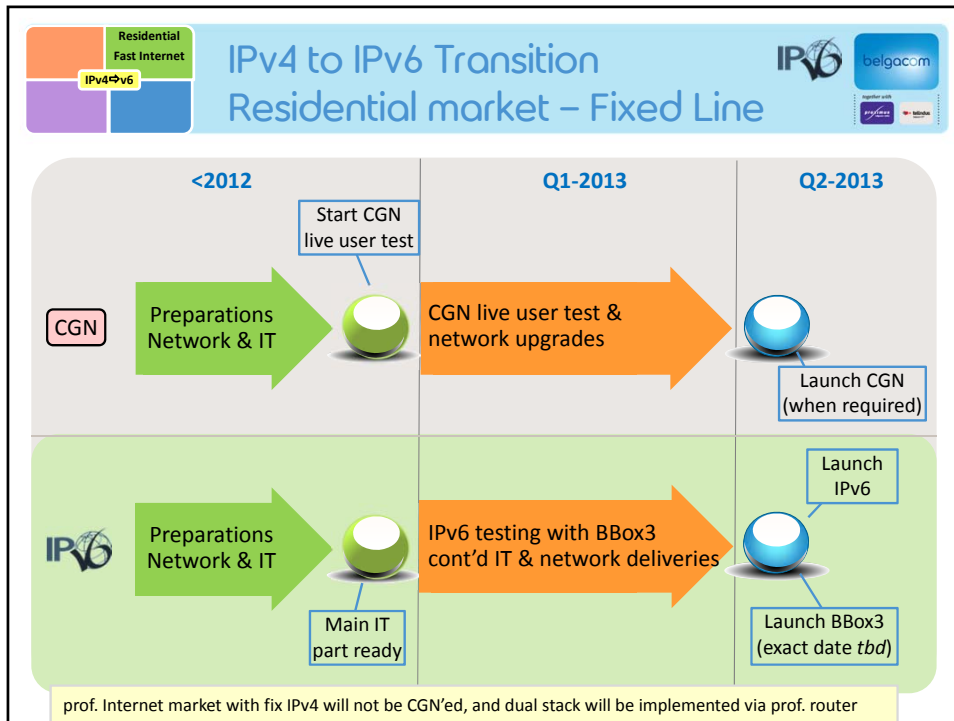 Residential
Fast Internet
IPv4⇨v6
IPv4 to IPv6 Transition
Residential market – Fixed Line
IPv6
belgacom
together with
proximus
<2012
Q1-2013
Q2-2013
Start CGN
live user test
CGN
Preparations
Network & IT
CGN live user test &
network upgrades
Launch CGN
(when required)
Launch
IPv6
IPv6
Preparations
Network & IT
IPv6 testing with BBox3
cont’d IT & network deliveries
Main IT
part ready
Launch BBox3
(exact date tbd)
prof. Internet market with fix IPv4 will not be CGN’ed, and dual stack will be implemented via prof. router